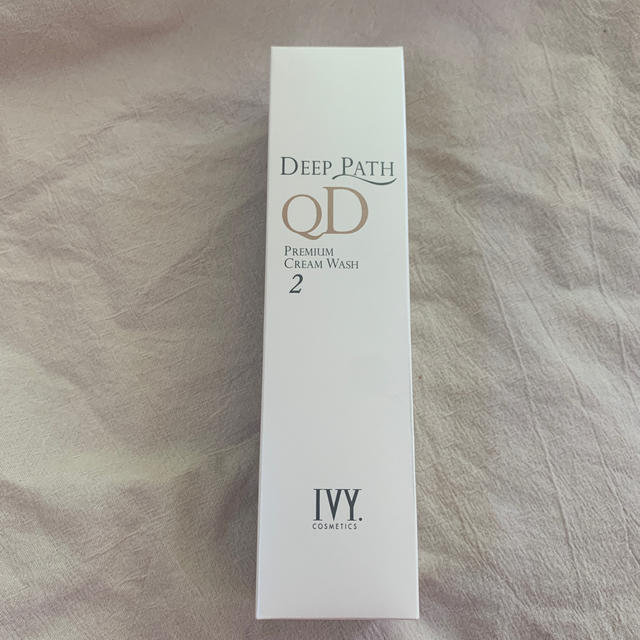 DEEP PATH
QD
PREMIUM
CREAM WASH
2
IVY.
COSMETICS